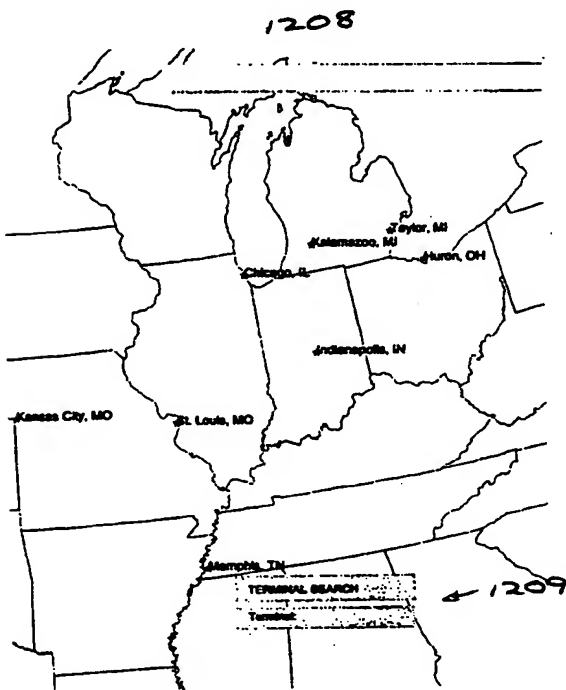 1208
Taylor, MI
Kalamazoo, MI
Huron, OH
Chicago, IL
Indianapolis, IN
Kansas City, MO
St. Louis, MO
Memphis, TN
TERMINAL SEARCH
1209
Terminal: